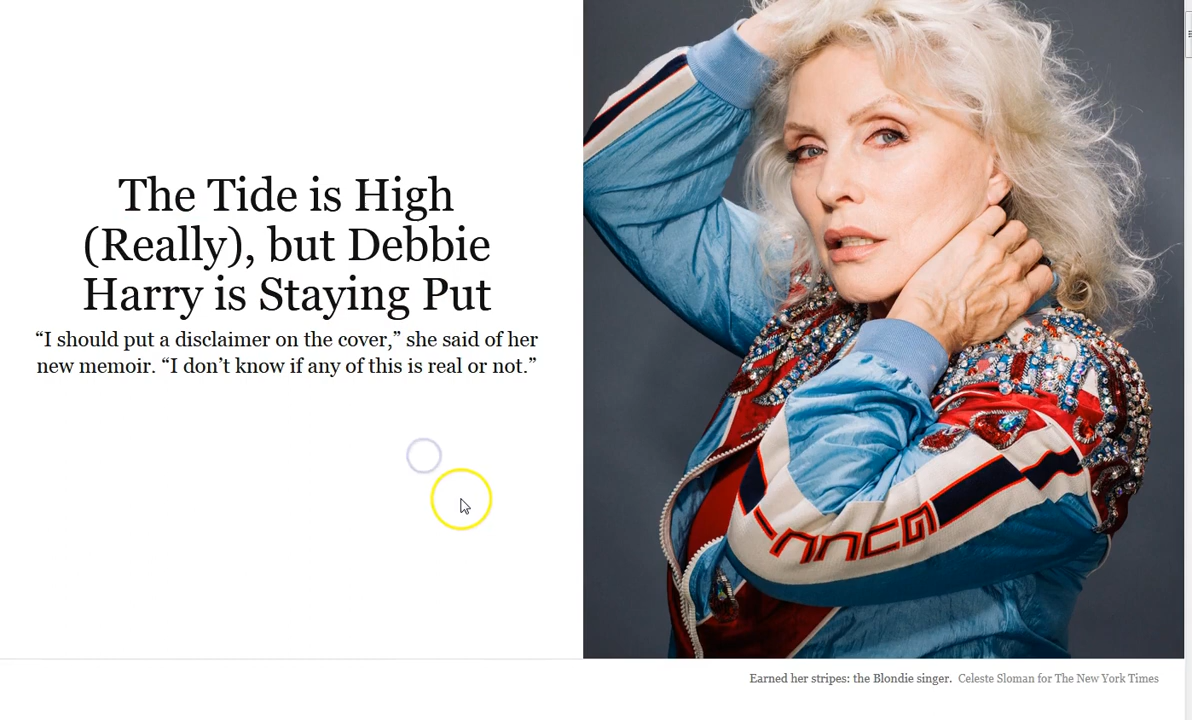 The Tide is High
(Really), but Debbie
Harry is Staying Put
“I should put a disclaimer on the cover,” she said of her
new memoir. “I don’t know if any of this is real or not.”
Earned her stripes: the Blondie singer. Celeste Sloman for The New York Times